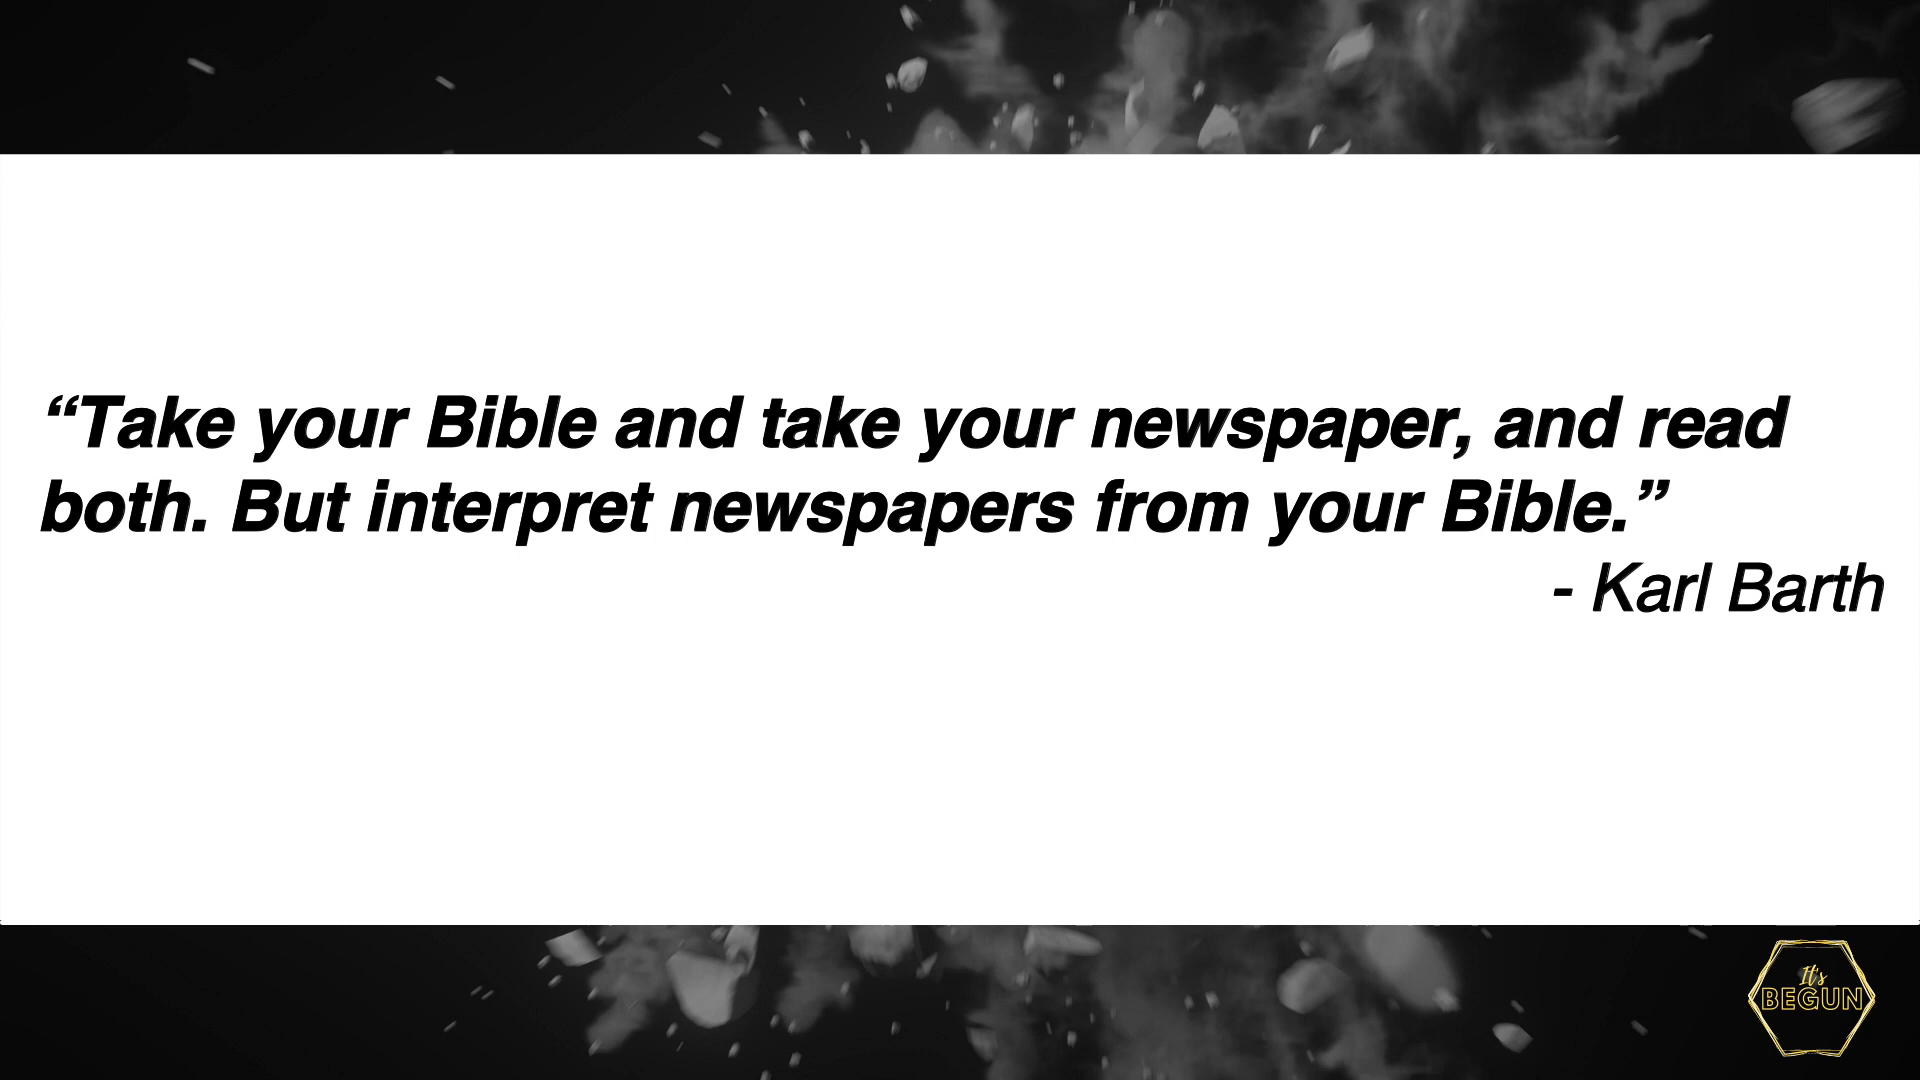 “Take your Bible and take your newspaper, and read
both. But interpret newspapers from your Bible.”
- Karl Barth
It's
BEGUN